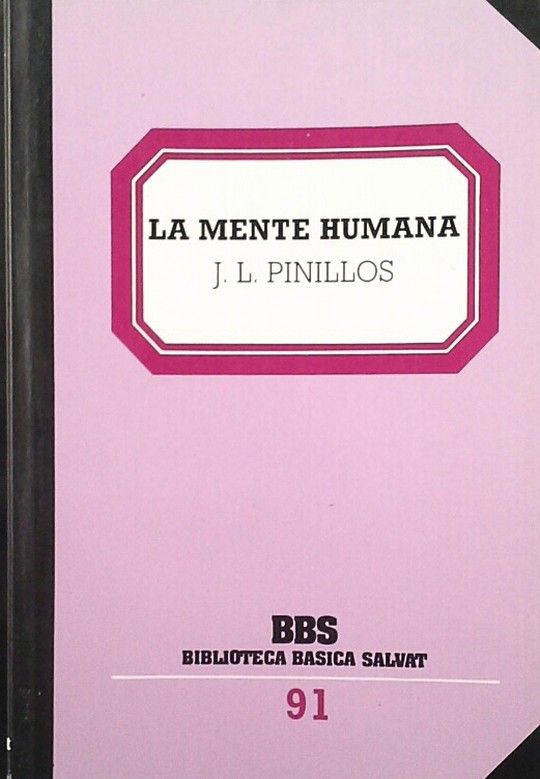 LA MENTE HUMANA
J. L. PINILLOS
BBS
BIBLIOTECA BASICA SALVAT
91
t